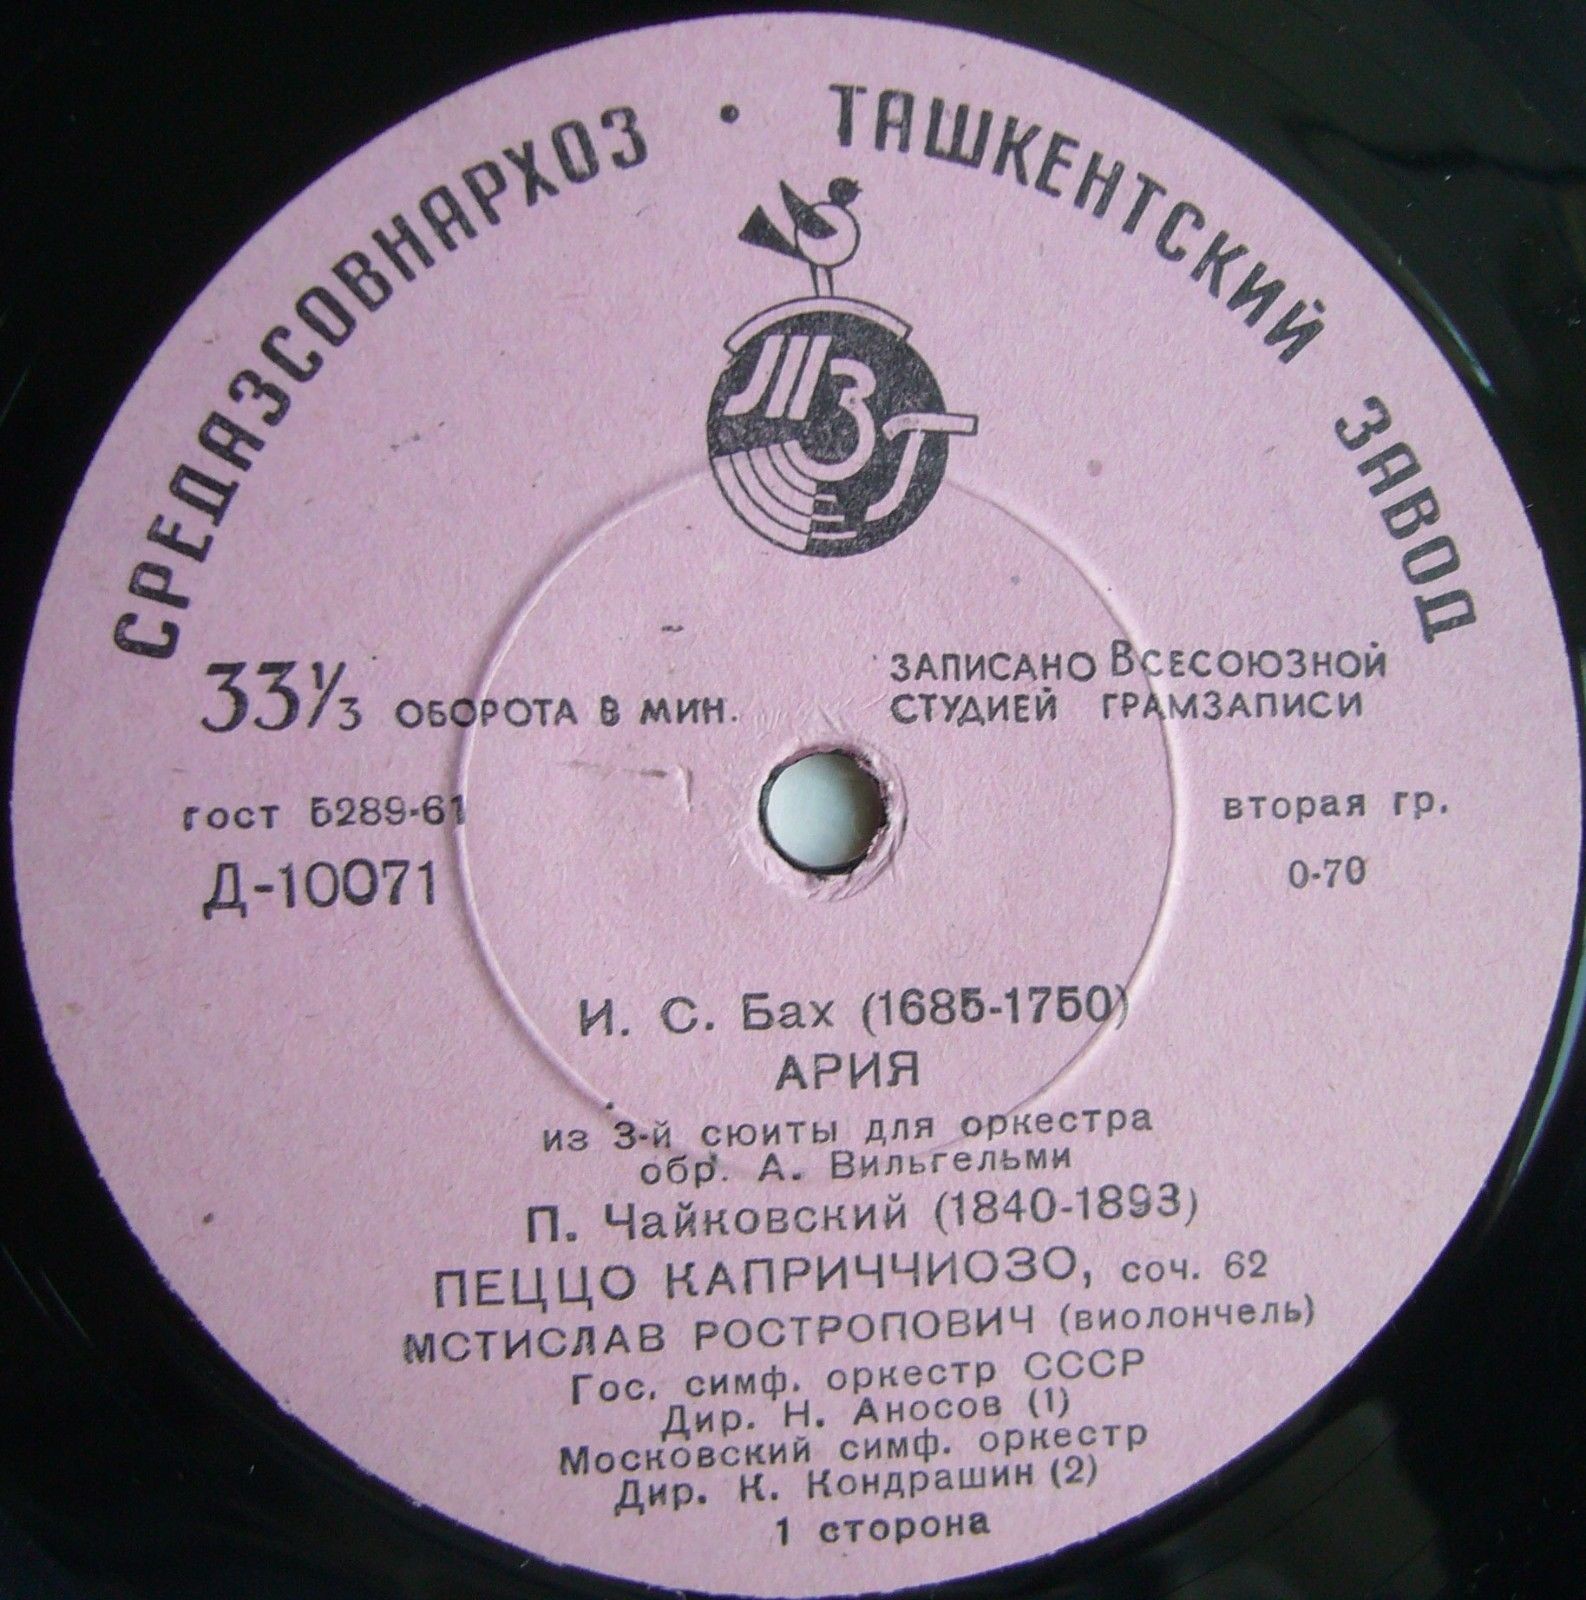 СРЕДАЗСОВНАРХОЗ • ТАШКЕНТСКИЙ ЗАВОД
ТЗГ
33⅓ ОБОРОТА В МИН.
ЗАПИСАНО ВСЕСОЮЗНОЙ
СТУДИЕЙ ГРАМЗАПИСИ
гост 5289-61
вторая гр.
Д-10071
0-70
И. С. Бах (1685-1750)
АРИЯ
из 3-й сюиты для оркестра
обр. А. Вильгельми
П. Чайковский (1840-1893)
ПЕЦЦО КАПРИЧЧИОЗО, соч. 62
МСТИСЛАВ РОСТРОПОВИЧ (виолончель)
Гос. симф. оркестр СССР
Дир. Н. Аносов (1)
Московский симф. оркестр
Дир. К. Кондрашин (2)
1 сторона